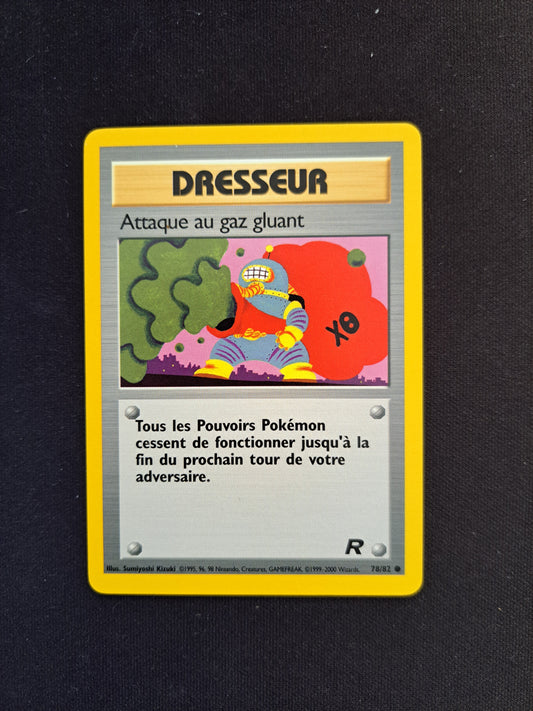 DRESSEUR
Attaque au gaz gluant
Tous les Pouvoirs Pokémon
cessent de fonctionner jusqu'à la
fin du prochain tour de votre
adversaire.
R
Illus. Sumiyoshi Kizuki ©1995, 96, 98 Nintendo, Creatures, GAMEFREAK. ©1999-2000 Wizards. 78/82